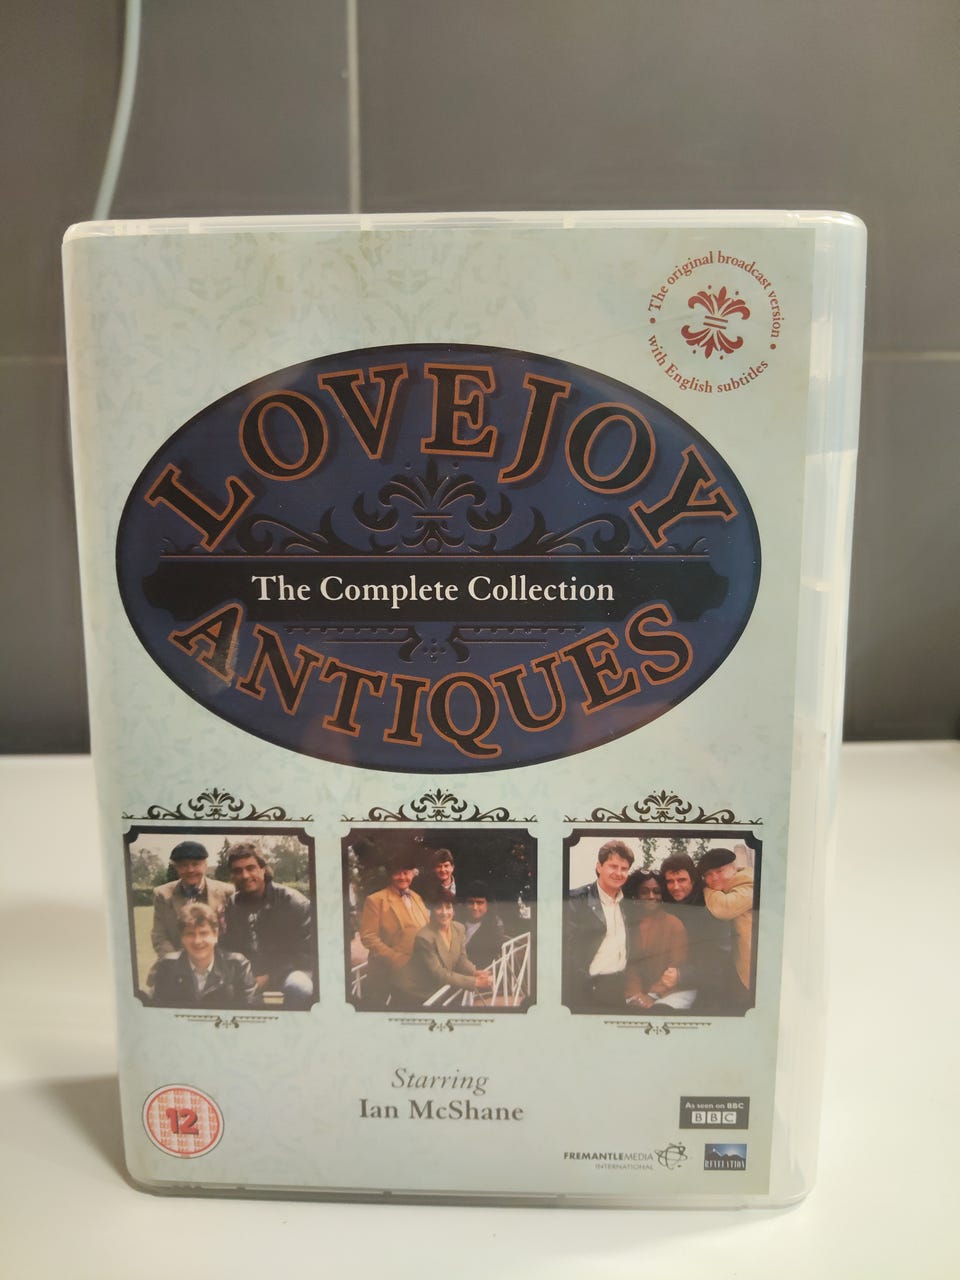 The original broadcast version
with English subtitles
LOVEJOY
The Complete Collection
ANTIQUES
Starring
Ian McShane
12
As seen on BBC
BBC
FREMANTLEMEDIA
INTERNATIONAL
REVELATION